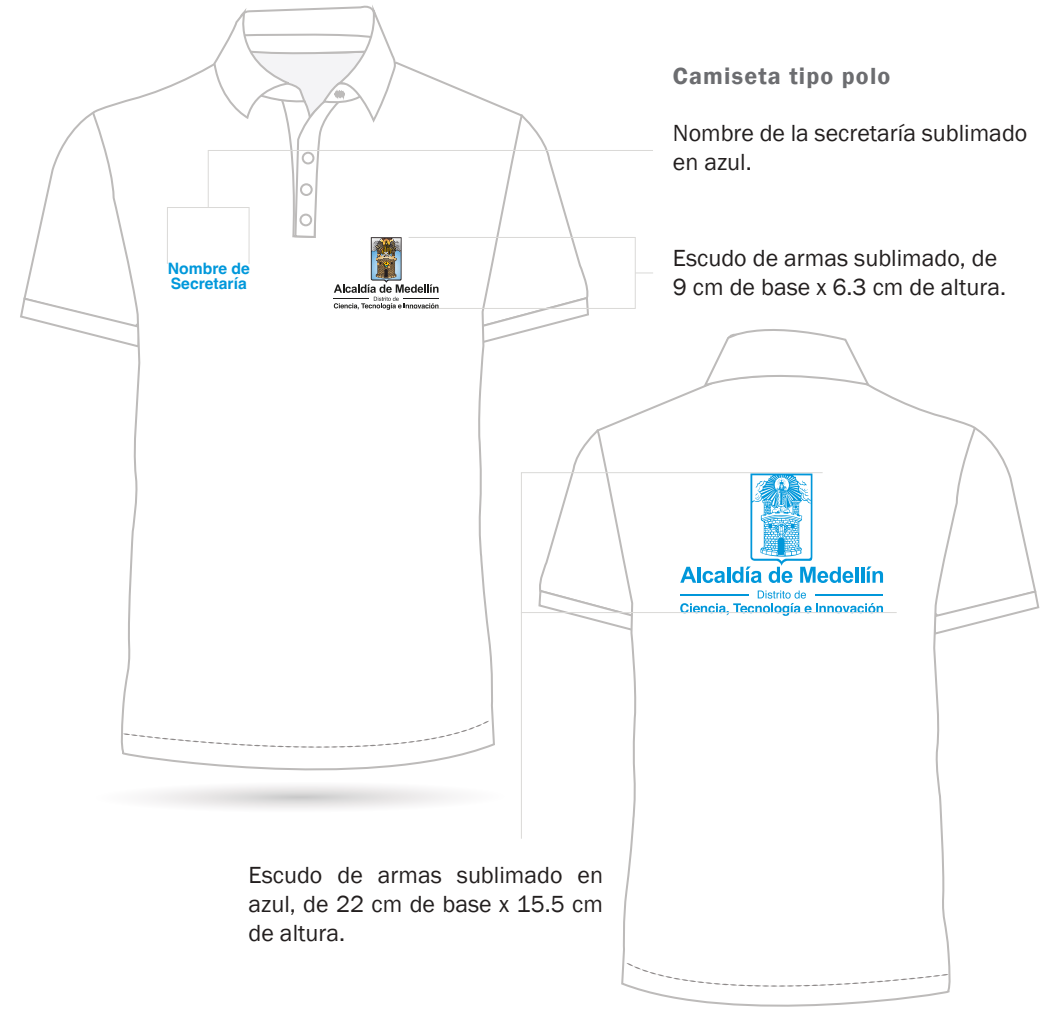 Camiseta tipo polo
Nombre de la secretaría sublimado
en azul.
Nombre de
Secretaría
Alcaldía de Medellín
Distrito de
Ciencia, Tecnología e Innovación
Escudo de armas sublimado, de
9 cm de base x 6.3 cm de altura.
Alcaldía de Medellín
Distrito de
Ciencia, Tecnología e Innovación
Escudo de armas sublimado en
azul, de 22 cm de base x 15.5 cm
de altura.